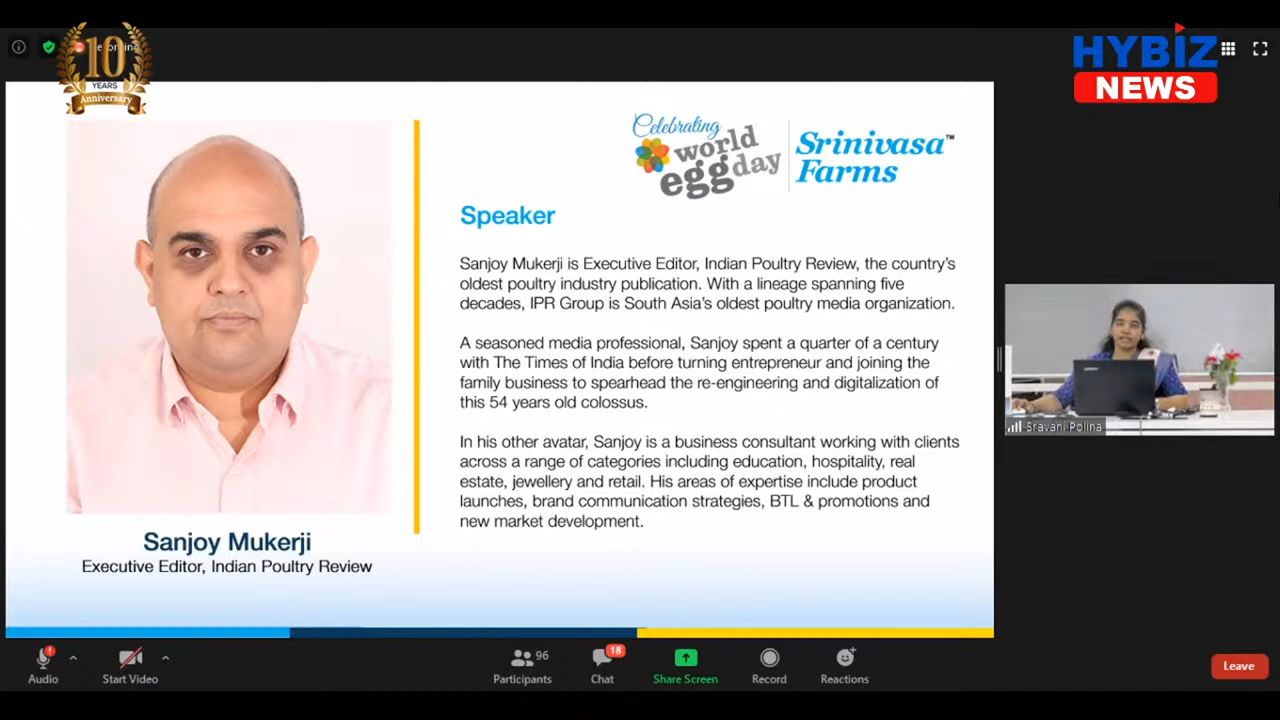 10
YEARS
Anniversary
HYBIZ
NEWS
Celebrating
world
egg day
Srinivasa™
Farms
Speaker
Sanjoy Mukerji is Executive Editor, Indian Poultry Review, the country's
oldest poultry industry publication. With a lineage spanning five
decades, IPR Group is South Asia's oldest poultry media organization.
A seasoned media professional, Sanjoy spent a quarter of a century
with The Times of India before turning entrepreneur and joining the
family business to spearhead the re-engineering and digitalization of
this 54 years old colossus.
In his other avatar, Sanjoy is a business consultant working with clients
across a range of categories including education, hospitality, real
estate, jewellery and retail. His areas of expertise include product
launches, brand communication strategies, BTL & promotions and
new market development.
Sanjoy Mukerji
Executive Editor, Indian Poultry Review
Sravani Polina
Audio
Start Video
96
Participants
18
Chat
Share Screen
Record
Reactions
Leave